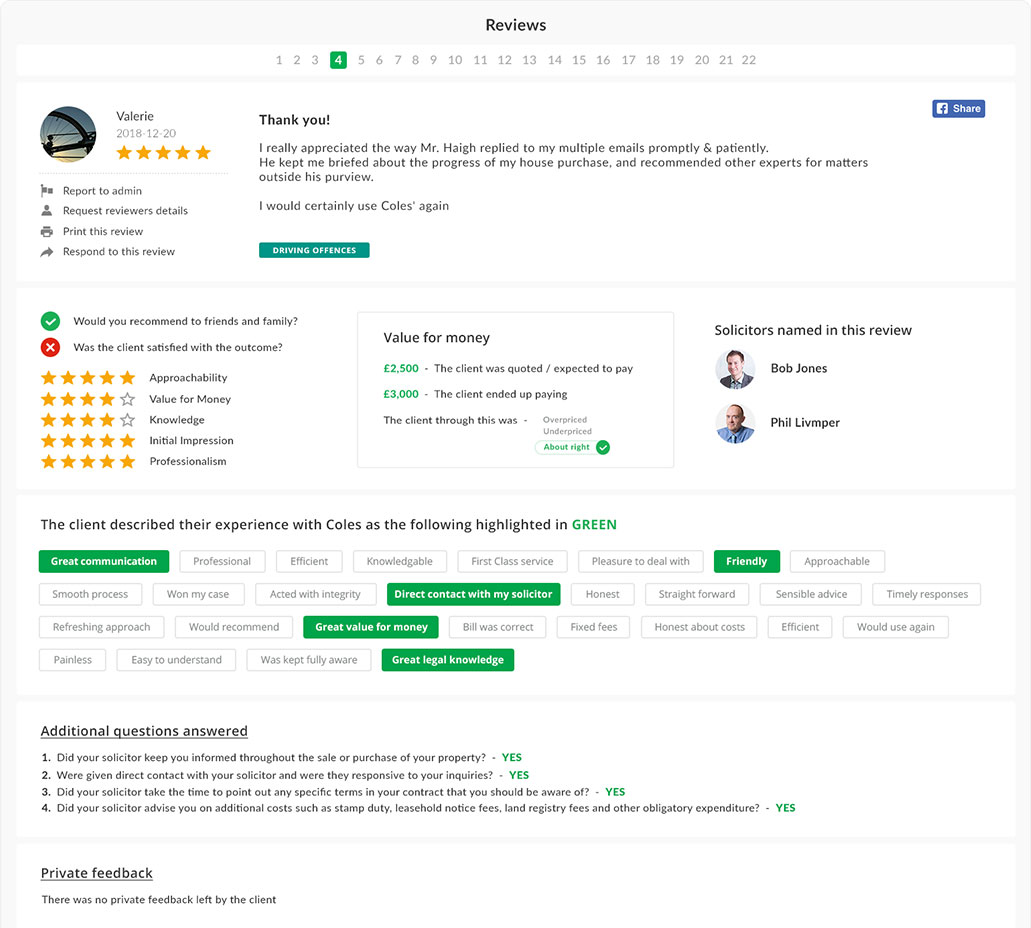 Reviews
1 2 3 4 5 6 7 8 9 10 11 12 13 14 15 16 17 18 19 20 21 22
Valerie
2018-12-20
Report to admin
Request reviewers details
Print this review
Respond to this review
Thank you!
I really appreciated the way Mr. Haigh replied to my multiple emails promptly & patiently.
He kept me briefed about the progress of my house purchase, and recommended other experts for matters
outside his purview.
I would certainly use Coles' again
DRIVING OFFENCES
Share
Would you recommend to friends and family?
Was the client satisfied with the outcome?
Approachability
Value for Money
Knowledge
Initial Impression
Professionalism
Value for money
£2,500 - The client was quoted / expected to pay
£3,000 - The client ended up paying
The client through this was - Overpriced
Underpriced
About right
Solicitors named in this review
Bob Jones
Phil Livmper
The client described their experience with Coles as the following highlighted in GREEN
Great communication Professional Efficient Knowledgable First Class service Pleasure to deal with Friendly Approachable
Smooth process Won my case Acted with integrity Direct contact with my solicitor Honest Straight forward Sensible advice Timely responses
Refreshing approach Would recommend Great value for money Bill was correct Fixed fees Honest about costs Efficient Would use again
Painless Easy to understand Was kept fully aware Great legal knowledge
Additional questions answered
1. Did your solicitor keep you informed throughout the sale or purchase of your property? - YES
2. Were given direct contact with your solicitor and were they responsive to your inquiries? - YES
3. Did your solicitor take the time to point out any specific terms in your contract that you should be aware of? - YES
4. Did your solicitor advise you on additional costs such as stamp duty, leasehold notice fees, land registry fees and other obligatory expenditure? - YES
Private feedback
There was no private feedback left by the client